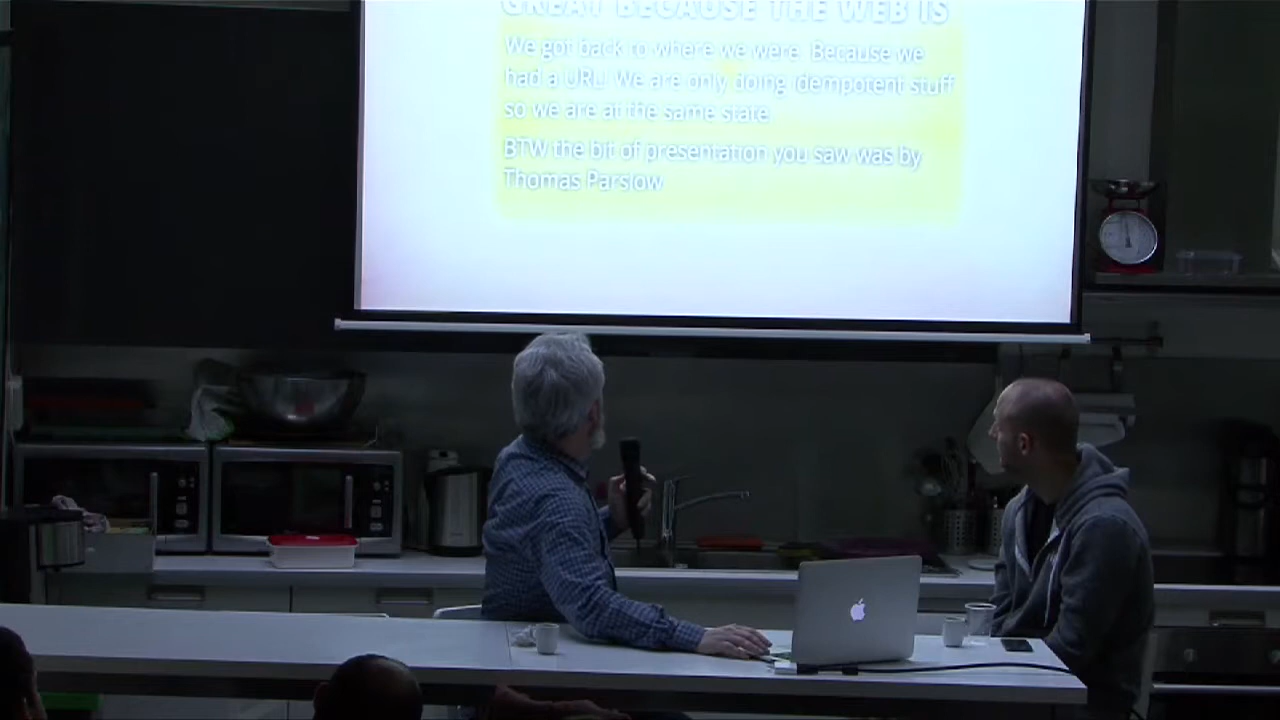 GREAT BECAUSE THE WEB IS
We got back to where we were. Because we
had a URL! We are only doing idempotent stuff
so we are at the same state
BTW the bit of presentation you saw was by
Thomas Parslow